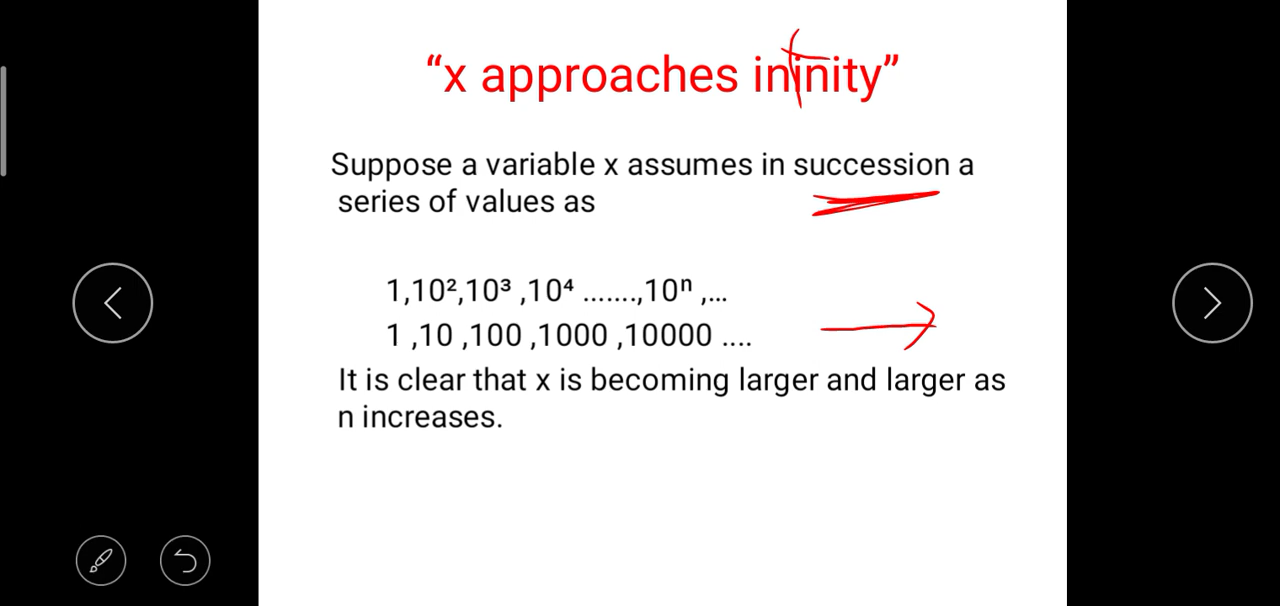 “x approaches infinity”
Suppose a variable x assumes in succession a
series of values as
1,10²,10³ ,10⁴ .......,10ⁿ ,...
1 ,10 ,100 ,1000 ,10000 ....
It is clear that x is becoming larger and larger as
n increases.